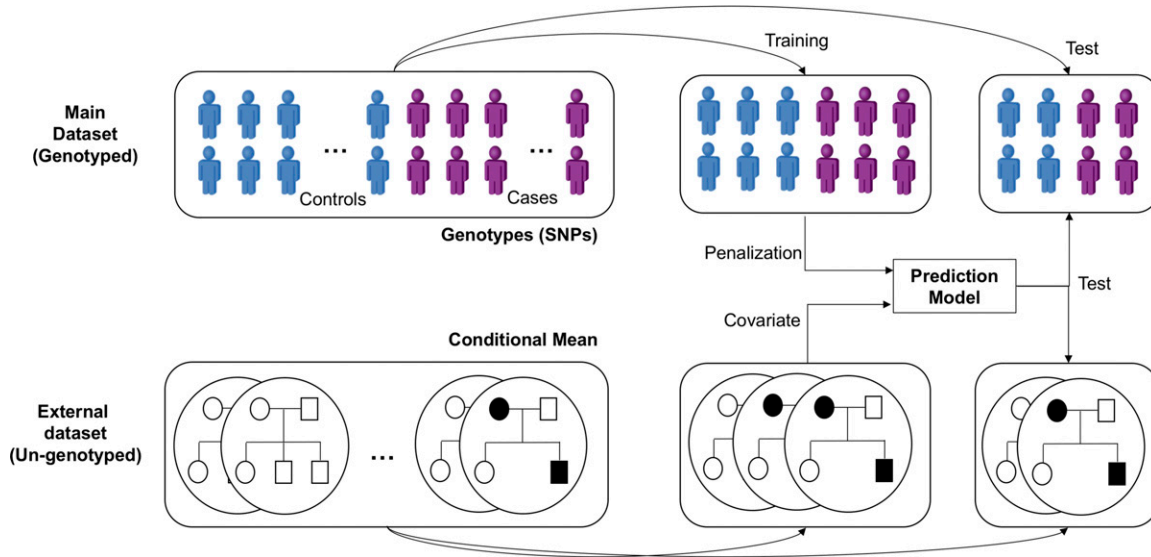 Training
Test
Main
Dataset
(Genotyped)
...
...
Controls
Cases
Genotypes (SNPs)
Penalization
Prediction
Model
Test
Covariate
Conditional Mean
External
dataset
(Un-genotyped)
...